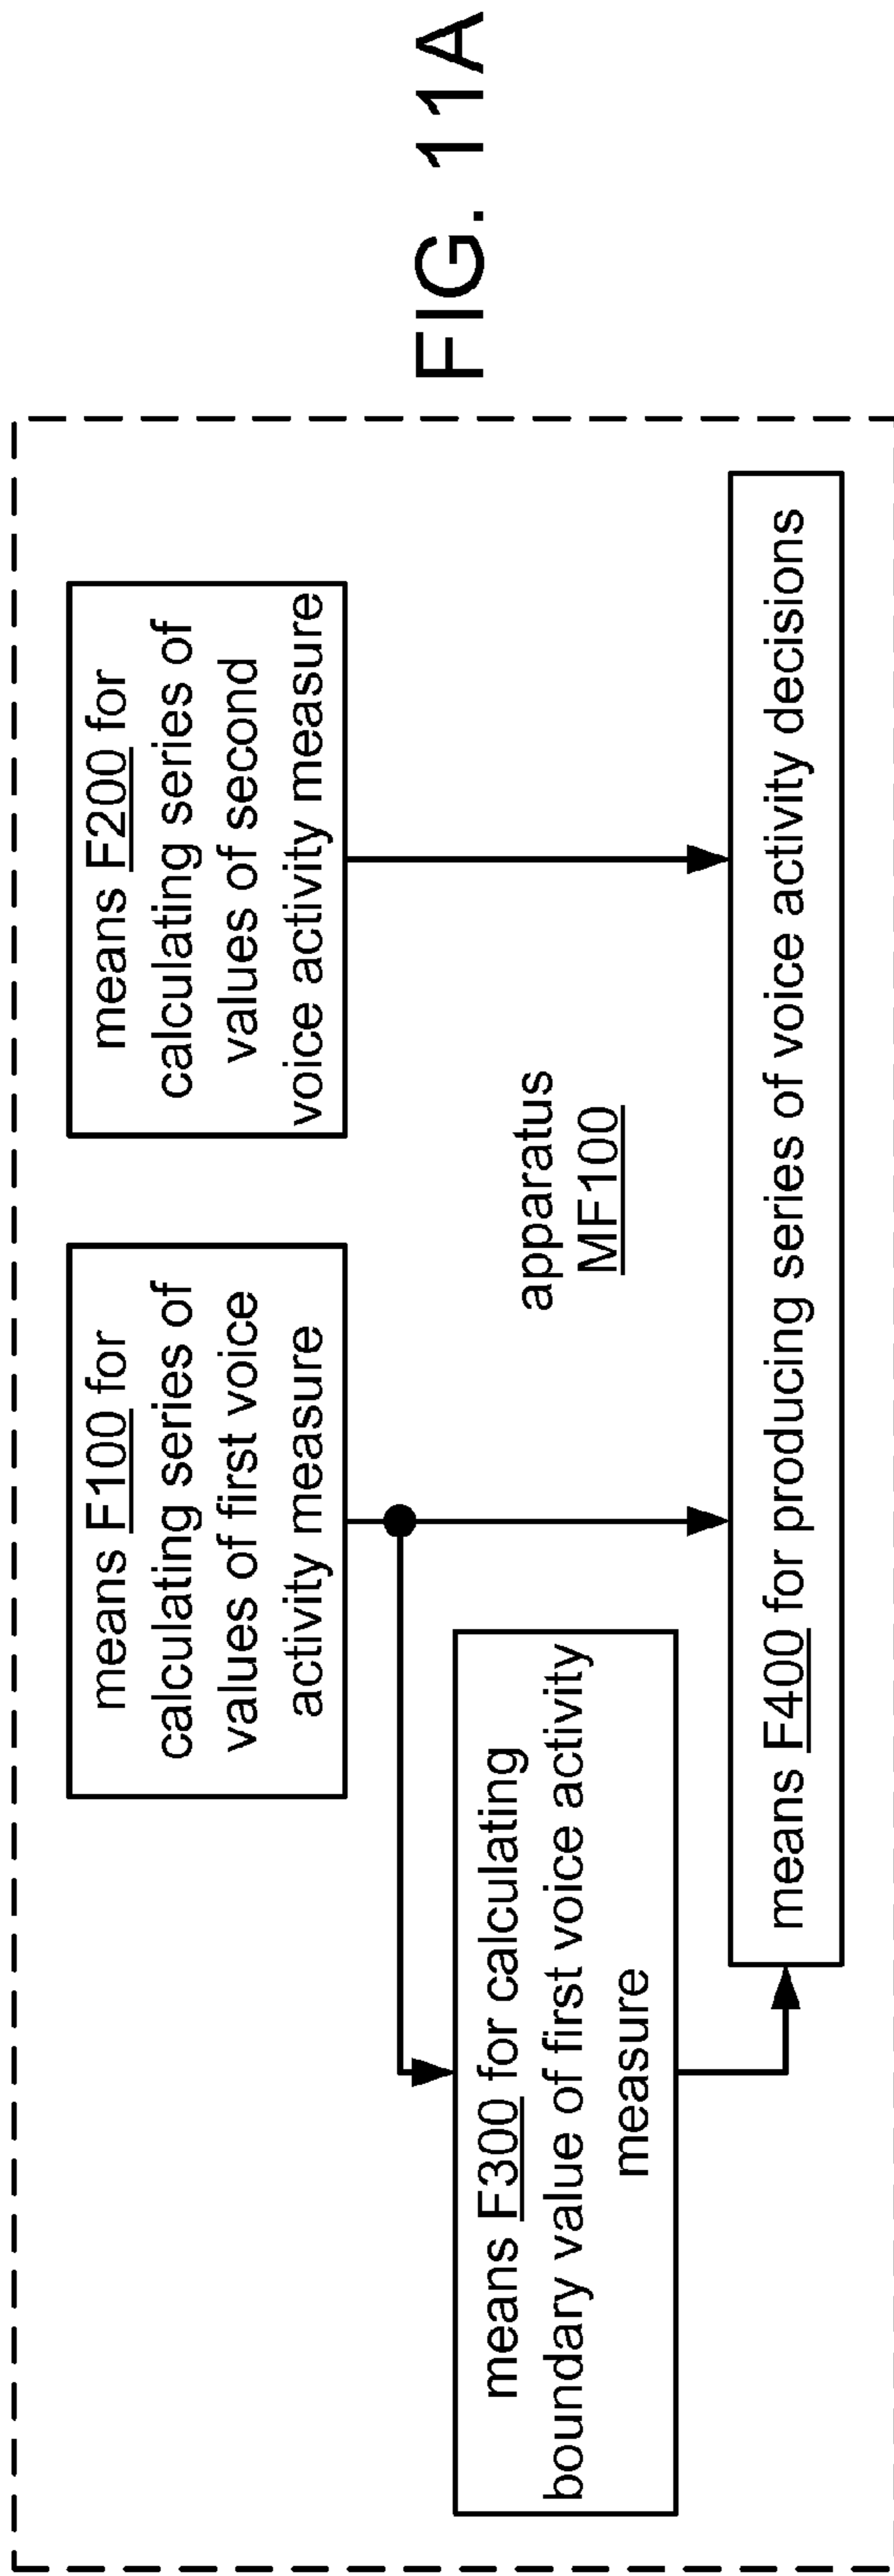 means F100 for
calculating series of
values of first voice
activity measure
means F200 for
calculating series of
values of second
voice activity measure
means F300 for calculating
boundary value of first voice activity
measure
apparatus
MF100
means F400 for producing series of voice activity decisions
FIG. 11A